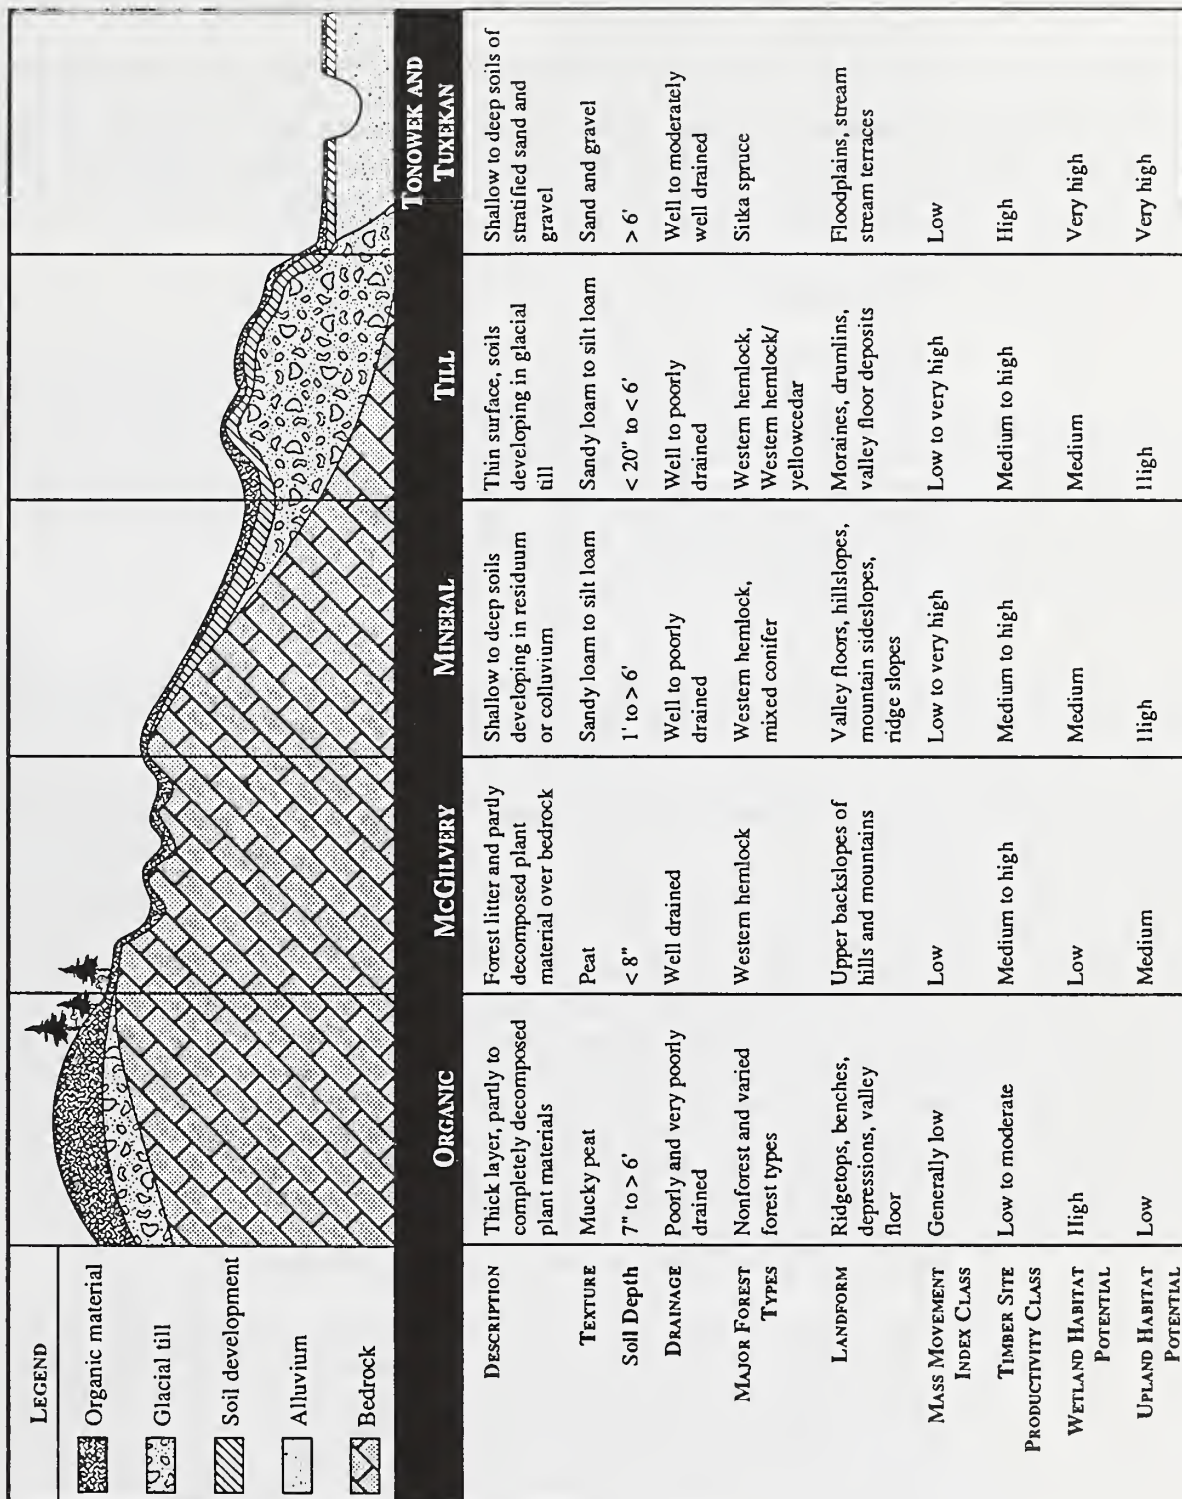 LEGEND
Organic material
Glacial till
Soil development
Alluvium
Bedrock
ORGANIC
MCGILVERY
MINERAL
TILL
TONOWEK AND
TUXEKAN
DESCRIPTION
Thick layer, partly to
completely decomposed
plant materials
Forest litter and partly
decomposed plant
material over bedrock
Shallow to deep soils
developing in residuum
or colluvium
Thin surface, soils
developing in glacial
till
Shallow to deep soils of
stratified sand and
gravel
TEXTURE
Mucky peat
Peat
Sandy loam to silt loam
Sandy loam to silt loam
Sand and gravel
Soil Depth
7" to > 6'
< 8"
1' to > 6'
< 20" to < 6'
> 6'
DRAINAGE
Poorly and very poorly
drained
Well drained
Well to poorly
drained
Well to poorly
drained
Well to moderately
well drained
MAJOR FOREST
TYPES
Nonforest and varied
forest types
Western hemlock
Western hemlock,
mixed conifer
Western hemlock,
Western hemlock/
yellowcedar
Sitka spruce
LANDFORM
Ridgetops, benches,
depressions, valley
floor
Upper backslopes of
hills and mountains
Valley floors, hillslopes,
mountain sideslopes,
ridge slopes
Moraines, drumlins,
valley floor deposits
Floodplains, stream
stream terraces
MASS MOVEMENT
INDEX CLASS
Generally low
Low
Low to very high
Low to very high
Low
TIMBER SITE
PRODUCTIVITY CLASS
Low to moderate
Medium to high
Medium to high
Medium to high
High
WETLAND HABITAT
POTENTIAL
High
Low
Medium
Medium
Very high
UPLAND HABITAT
POTENTIAL
Low
Medium
High
High
Very high